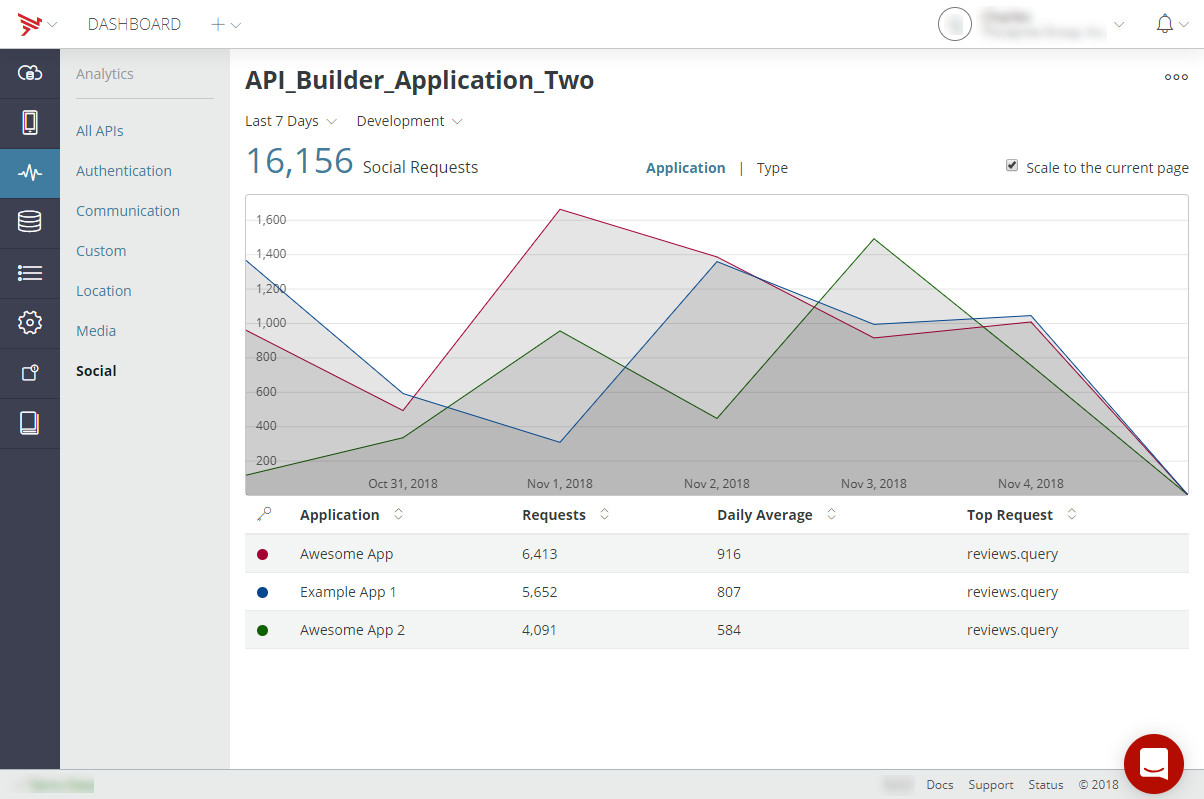 DASHBOARD
Analytics
All APIs
Authentication
Communication
Custom
Location
Media
Social
API_Builder_Application_Two
Last 7 Days Development
16,156 Social Requests
Application | Type
Scale to the current page
1,600
1,400
1,200
1,000
800
600
400
200
Oct 31, 2018 Nov 1, 2018 Nov 2, 2018 Nov 3, 2018 Nov 4, 2018
Application Requests Daily Average Top Request
Awesome App 6,413 916 reviews.query
Example App 1 5,652 807 reviews.query
Awesome App 2 4,091 584 reviews.query
Docs Support Status © 2018